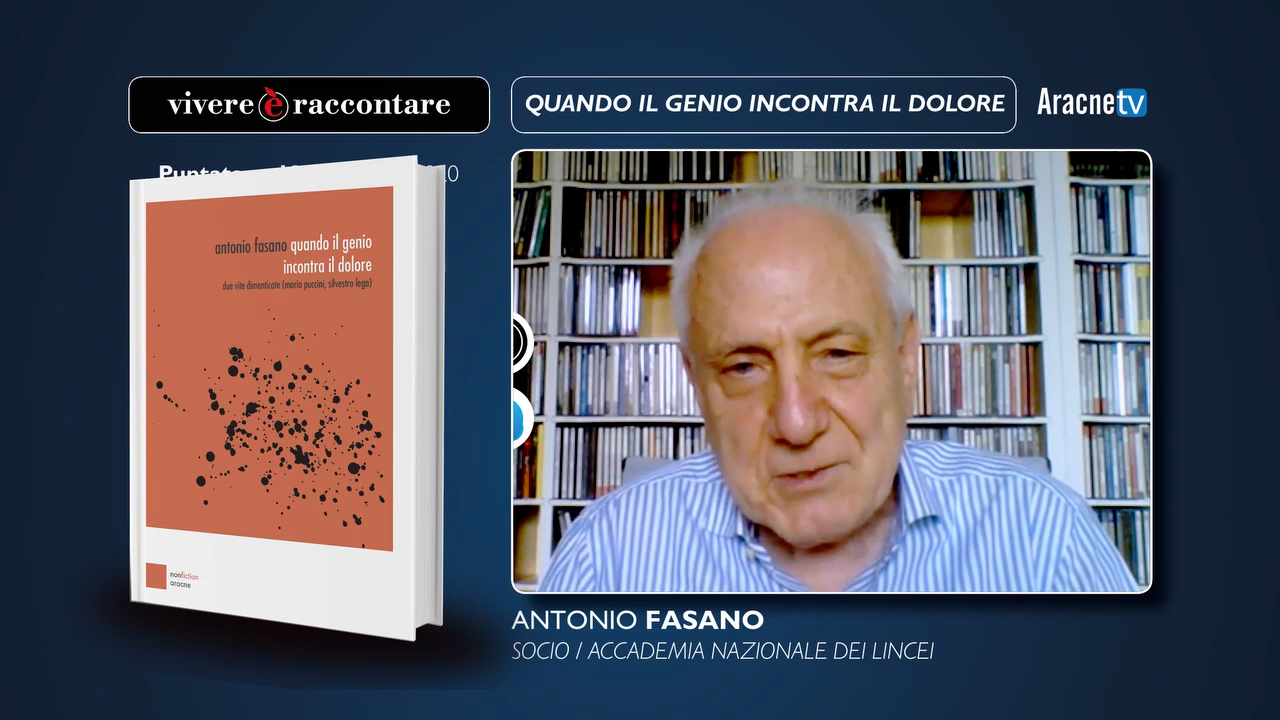 vivere è raccontare
QUANDO IL GENIO INCONTRA IL DOLORE
Aracnetv
antonio fasano quando il genio
incontra il dolore
due vite dimenticate (mario puccini, silvestro lega)
nonfiction
aracne
ANTONIO FASANO
SOCIO / ACCADEMIA NAZIONALE DEI LINCEI